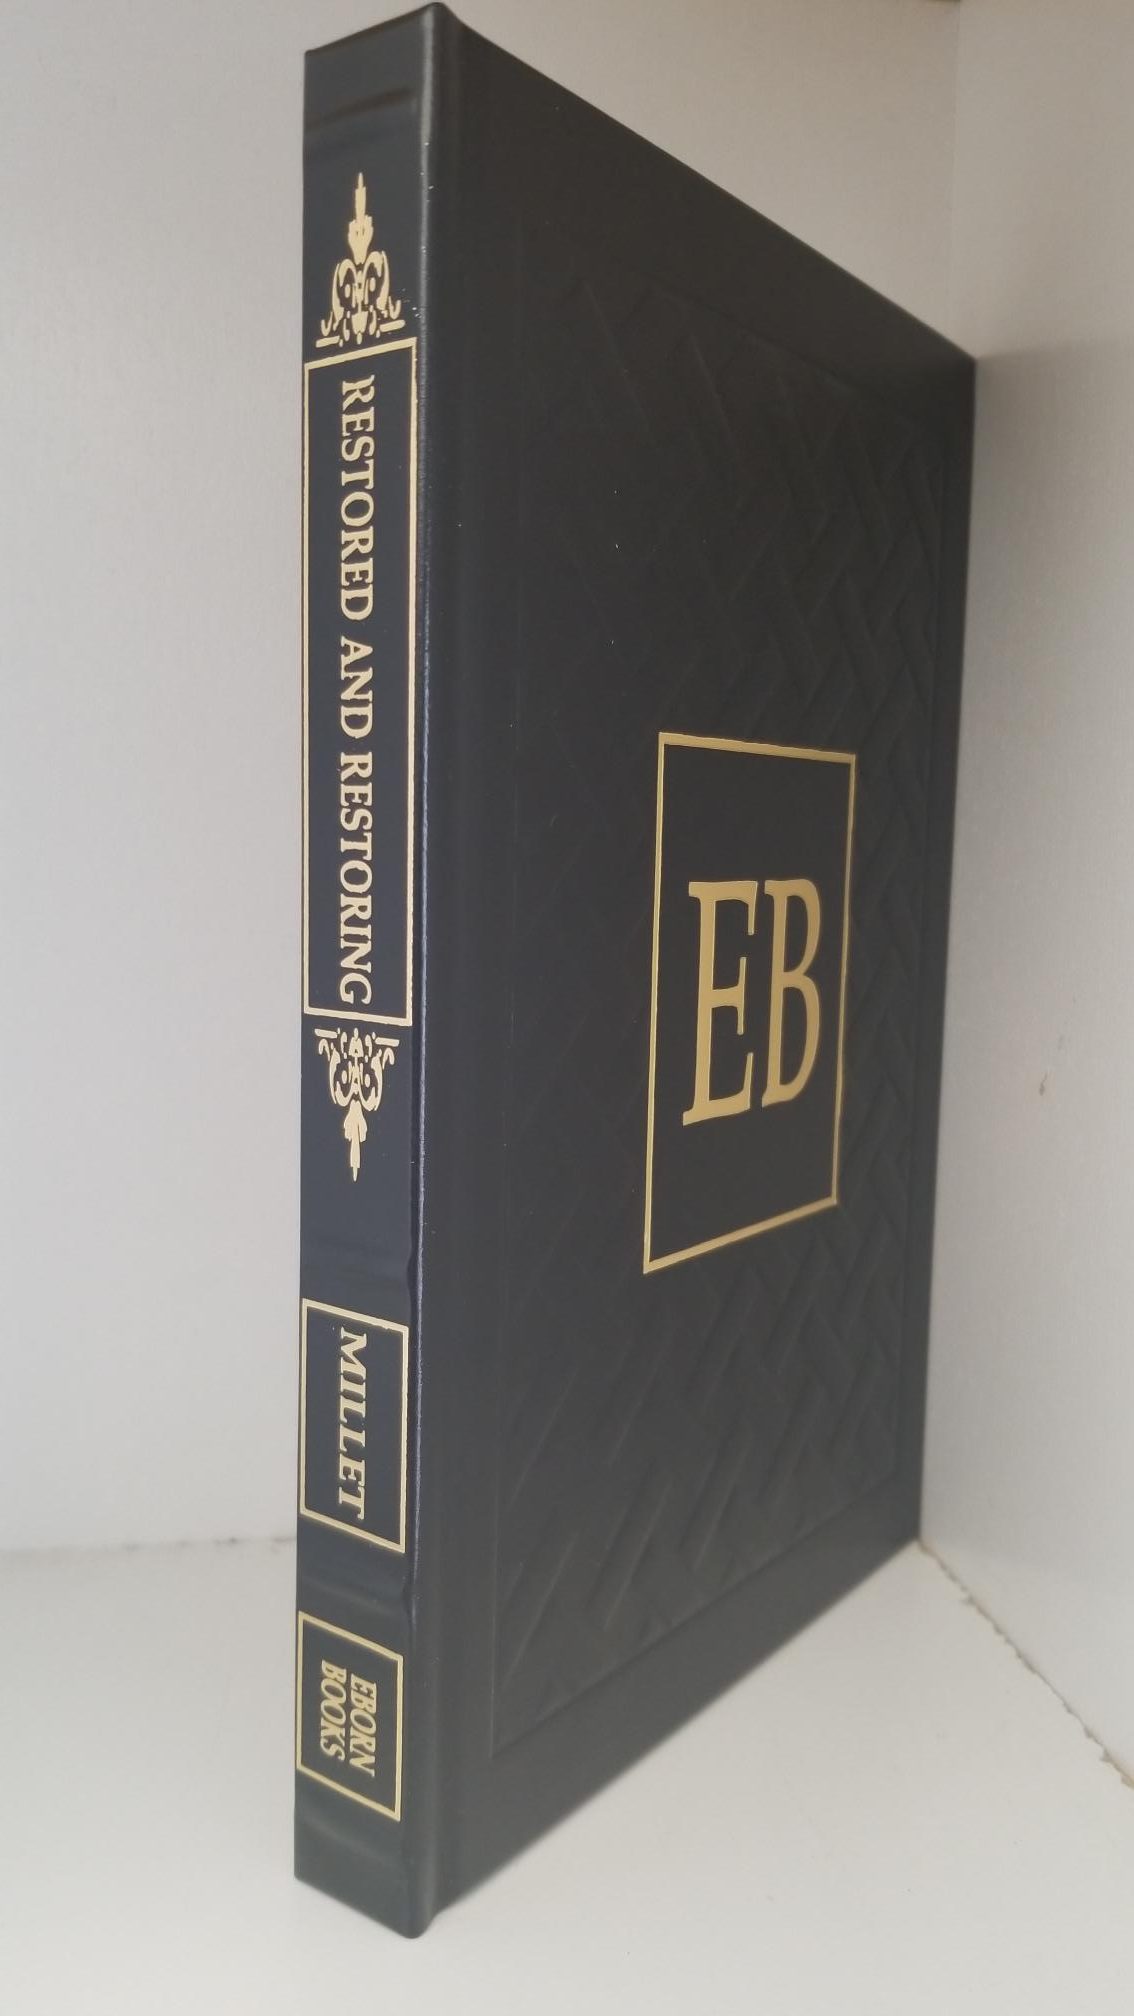 RESTORED AND RESTORING
MILLET
EBORN
BOOKS
EB